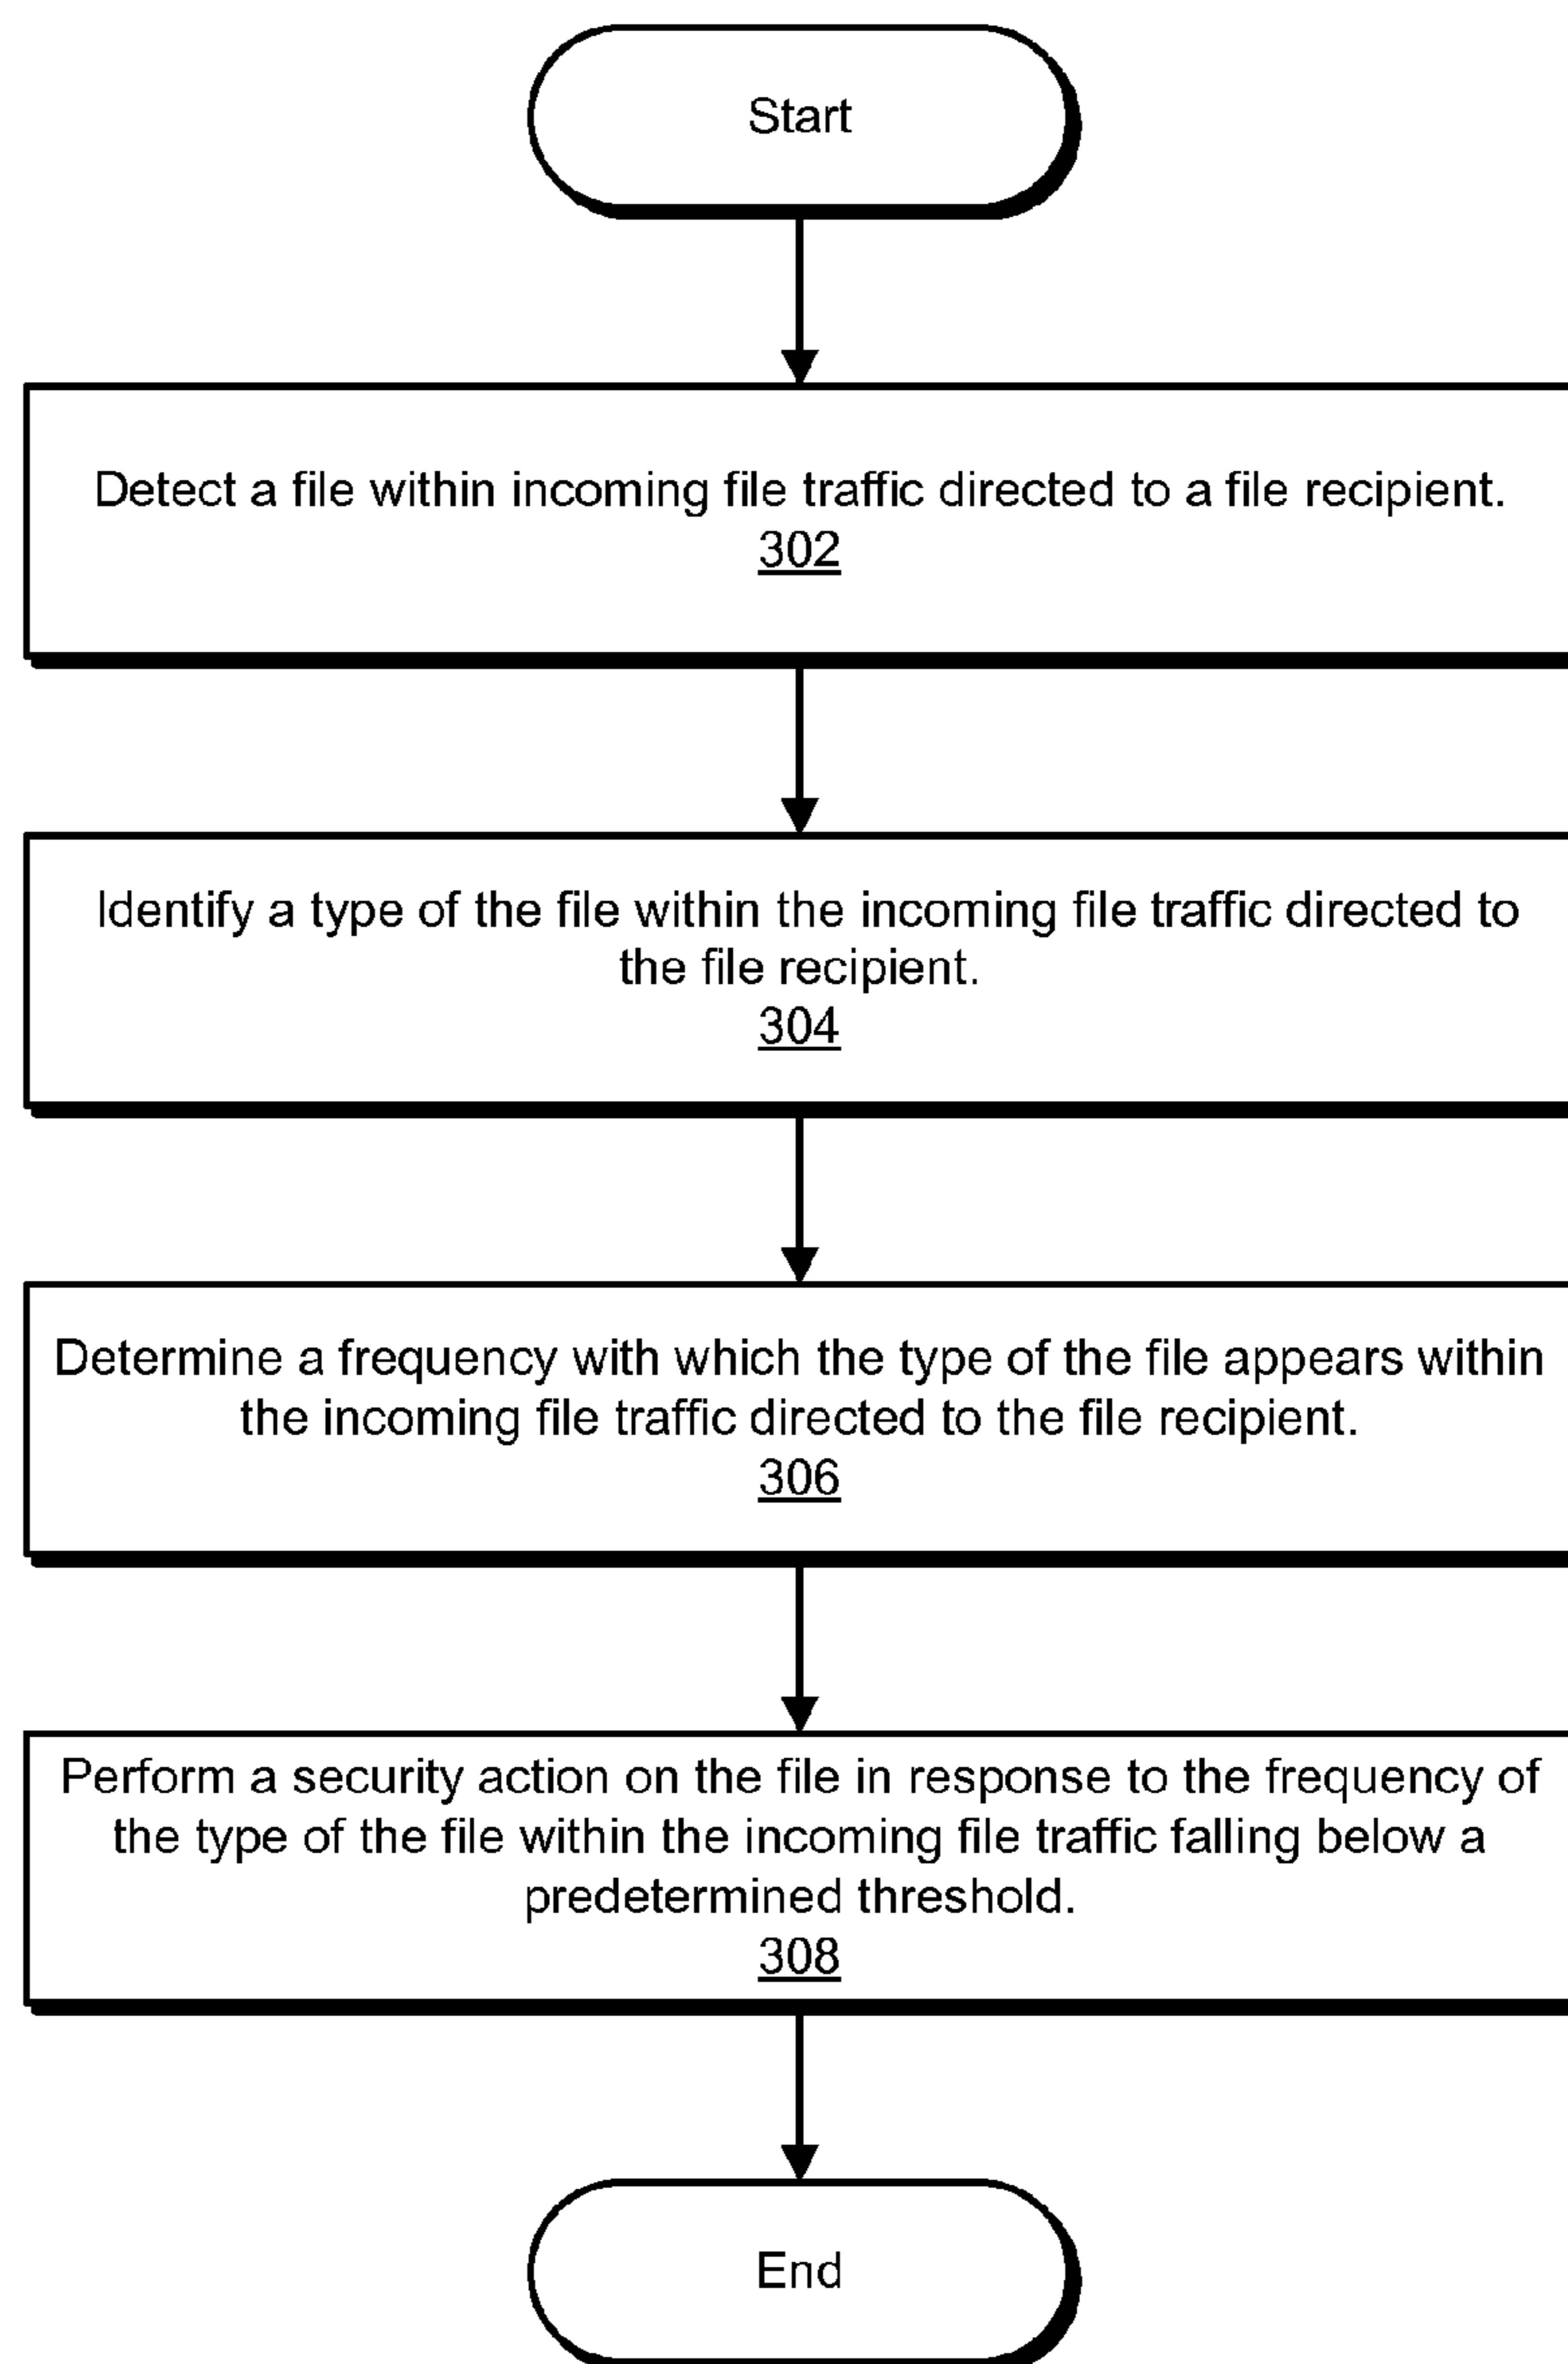 Start
Detect a file within incoming file traffic directed to a file recipient.
302
Identify a type of the file within the incoming file traffic directed to
the file recipient.
304
Determine a frequency with which the type of the file appears within
the incoming file traffic directed to the file recipient.
306
Perform a security action on the file in response to the frequency of
the type of the file within the incoming file traffic falling below a
predetermined threshold.
308
End